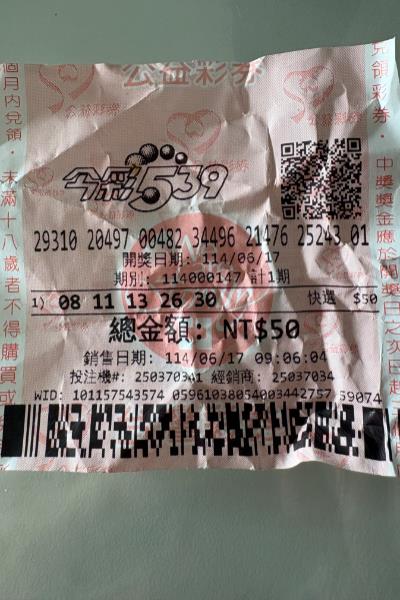 公益彩券
今彩539
29310 20497 00482 34496 21476 25243 01
開獎日期: 114/06/17
期別: 114000147 計1期
1) 08 11 13 26 30 快選 $50
總金額: NT$50
銷售日期: 114/06/17 09:06:04
投注機#: 250370341 經銷商: 25037034
WID: 101157543574 05961038054003442757 59074
個月內兌領。未滿十八歲者不得購買或
兌領彩券。中獎獎金應於開獎日之次日起